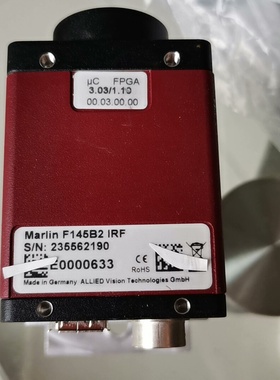 µC FPGA
3.03/1.10
00.03.00.00
Marlin F145B2 IRF
S/N: 235562190
E0000633
CE
RoHS
Made in Germany, ALLIED Vision Technologies GmbH